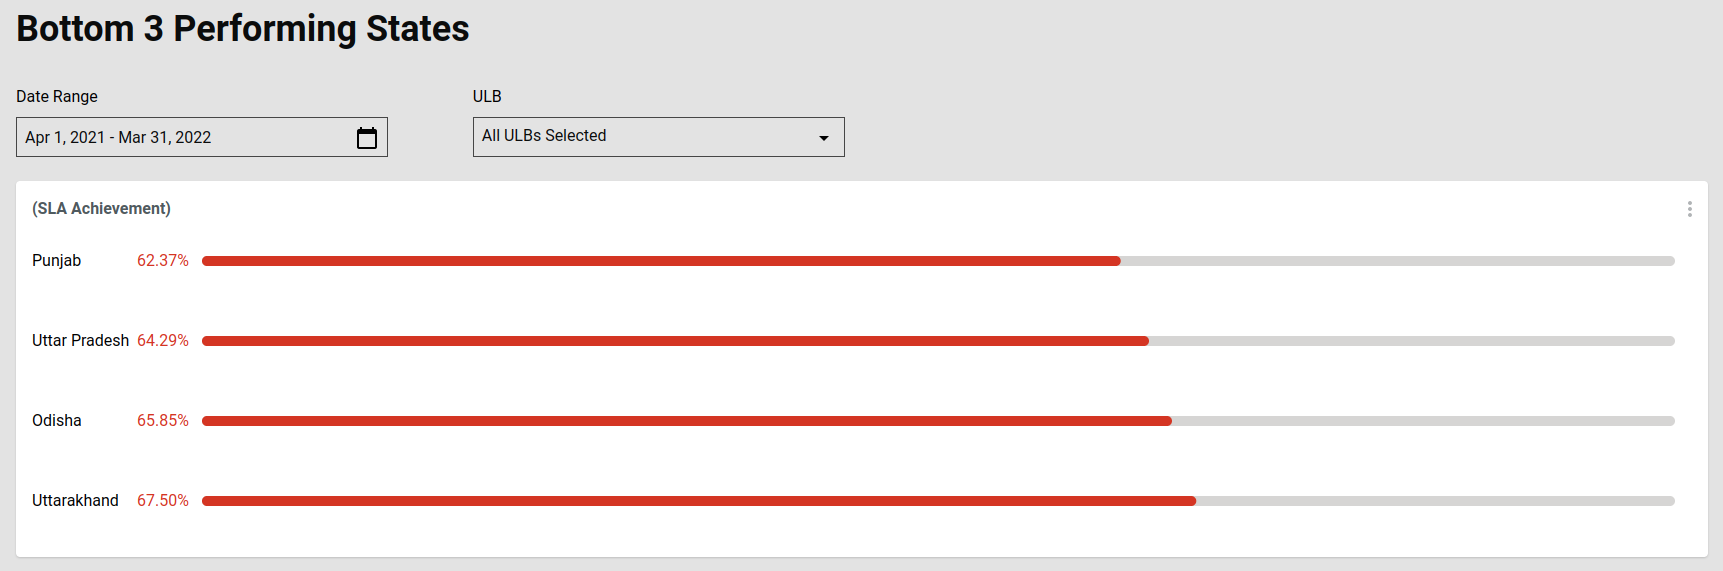 Bottom 3 Performing States
Date Range
ULB
Apr 1, 2021 - Mar 31, 2022
All ULBs Selected
(SLA Achievement)
Punjab 62.37%
Uttar Pradesh 64.29%
Odisha 65.85%
Uttarakhand 67.50%